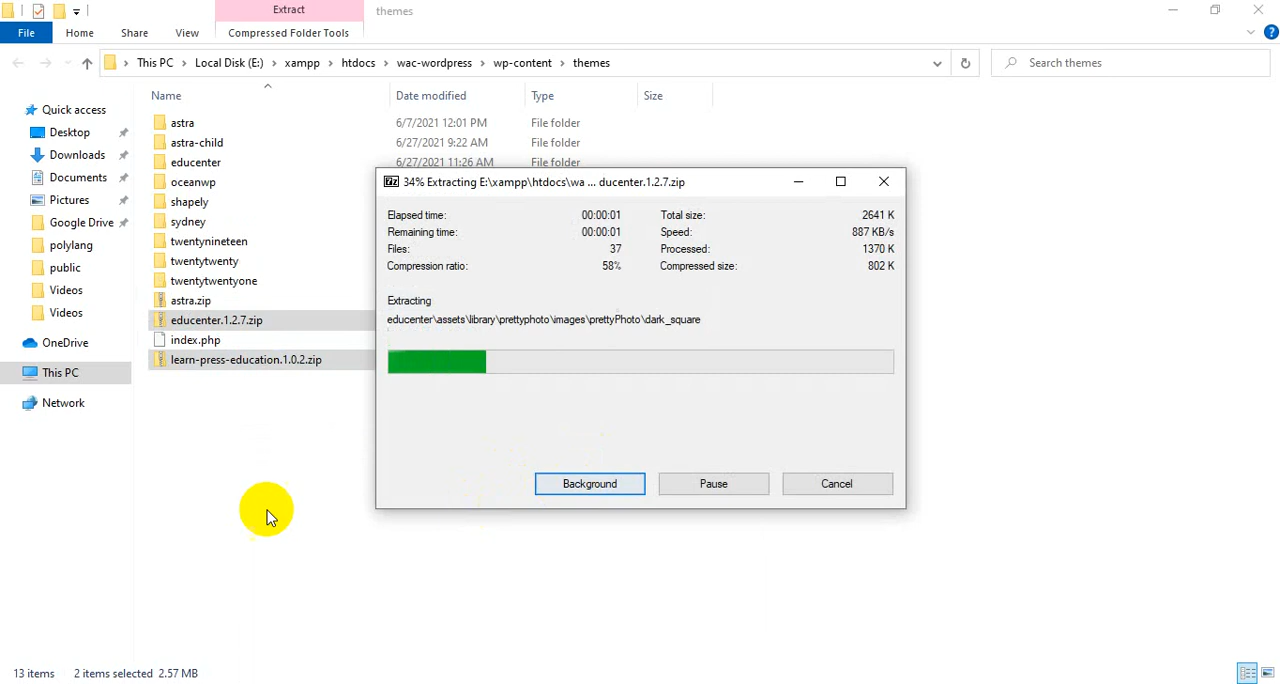 Extract
themes
File
Home
Share
View
Compressed Folder Tools
This PC
Local Disk (E:)
xampp
htdocs
wac-wordpress
wp-content
themes
Search themes
Name
Date modified
Type
Size
Quick access
Desktop
Downloads
Documents
Pictures
Google Drive
polylang
public
Videos
Videos
OneDrive
This PC
Network
astra 6/7/2021 12:01 PM File folder
astra-child 6/27/2021 9:22 AM File folder
educenter 6/27/2021 11:26 AM File folder
oceanwp
shapely
sydney
twentynineteen
twentytwenty
twentytwentyone
astra.zip
educenter.1.2.7.zip
index.php
learn-press-education.1.0.2.zip
34% Extracting E:\xampp\htdocs\wa ... ducenter.1.2.7.zip
Elapsed time: 00:00:01 Total size: 2641 K
Remaining time: 00:00:01 Speed: 887 KB/s
Files: 37 Processed: 1370 K
Compression ratio: 58% Compressed size: 802 K
Extracting
educenter\assets\library\prettyphoto\images\prettyPhoto\dark_square
Background
Pause
Cancel
13 items
2 items selected 2.57 MB